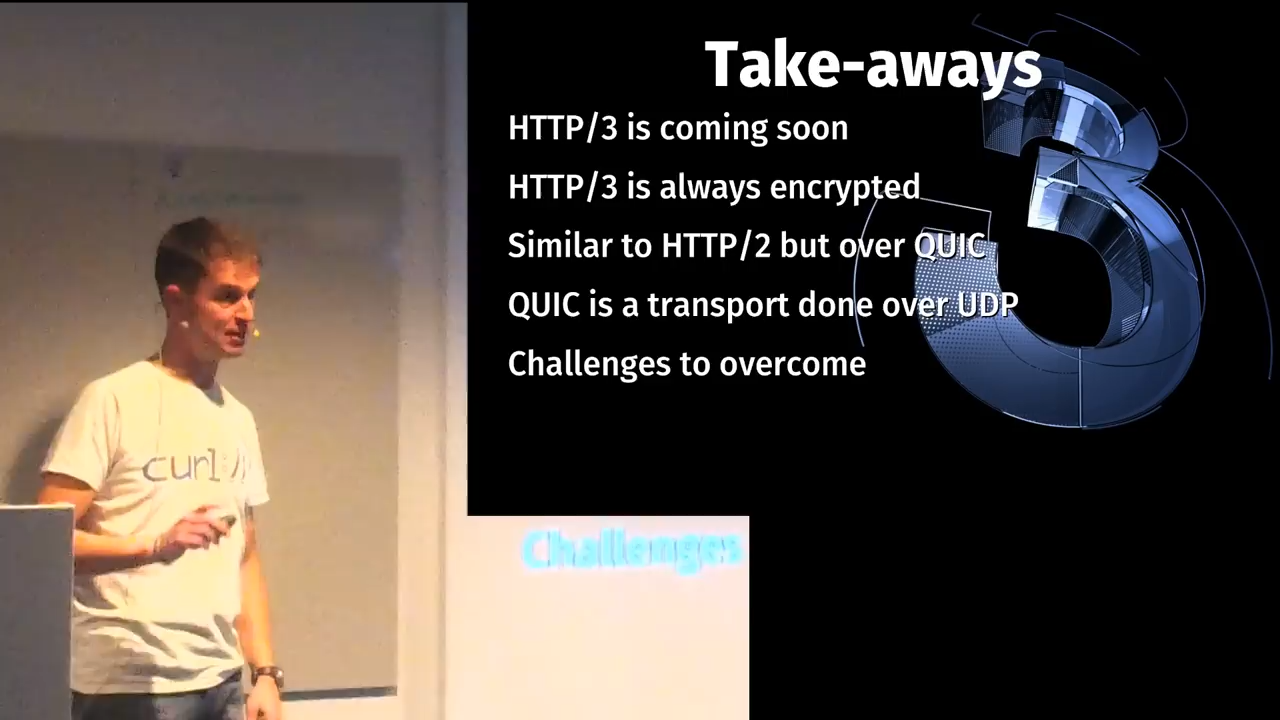 Take-aways
HTTP/3 is coming soon
HTTP/3 is always encrypted
Similar to HTTP/2 but over QUIC
QUIC is a transport done over UDP
Challenges to overcome
curl://
Challenges